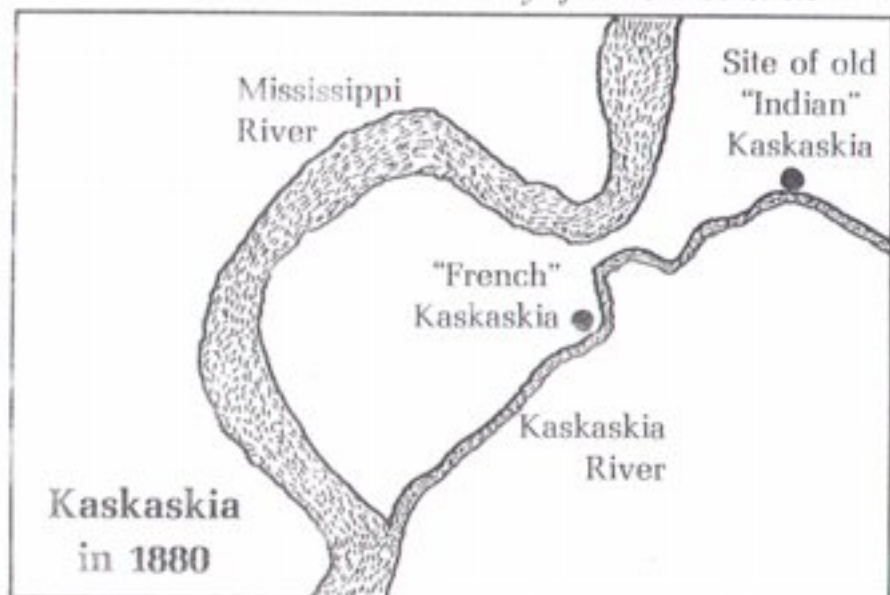 Mississippi
River
Site of old
"Indian"
Kaskaskia
"French"
Kaskaskia
Kaskaskia
River
Kaskaskia
in 1880